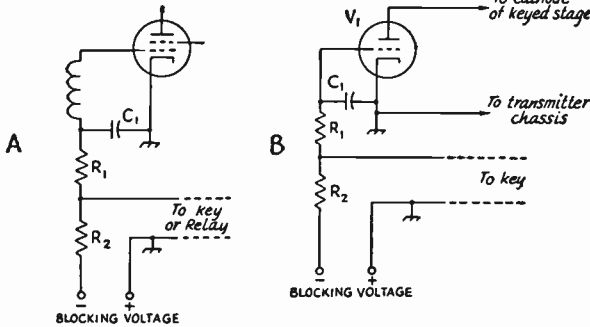 V1
To cathode
of keyed stage
C1
R1
A
To key
or Relay
R2
− +
BLOCKING VOLTAGE
C1
To transmitter
chassis
R1
B
To key
R2
− +
BLOCKING VOLTAGE